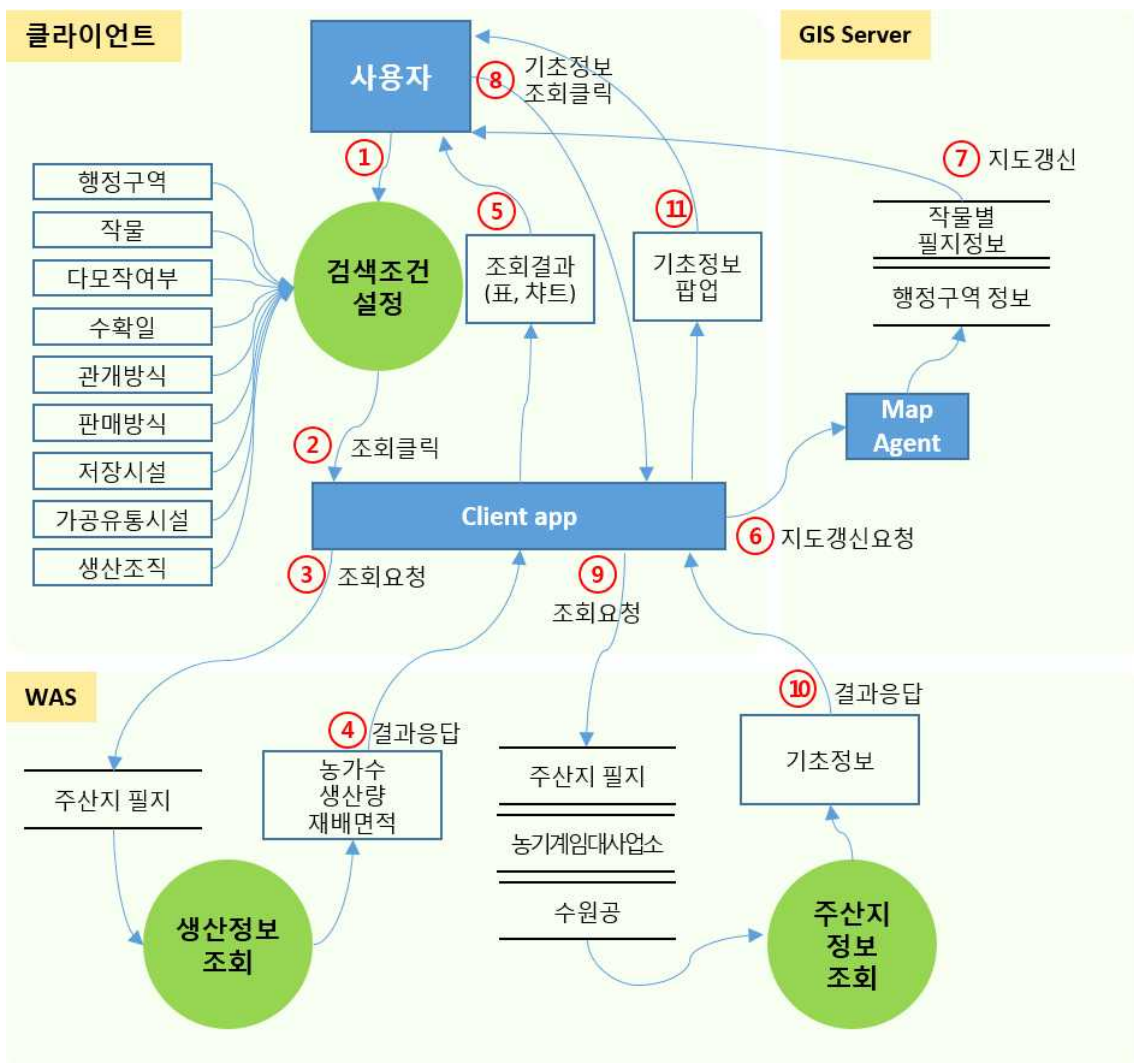 클라이언트
GIS Server
사용자
⑧
기초정보
조회클릭
①
⑦ 지도갱신
행정구역
작물
다모작여부
수확일
관개방식
판매방식
저장시설
가공유통시설
생산조직
검색조건
설정
⑤
조회결과
(표, 챠트)
⑪
기초정보
팝업
작물별
필지정보
행정구역 정보
Map
Agent
② 조회클릭
Client app
⑥ 지도갱신요청
③ 조회요청
⑨
조회요청
WAS
④ 결과응답
⑩ 결과응답
주산지 필지
농가수
생산량
재배면적
생산정보
조회
주산지 필지
농기계임대사업소
수원공
기초정보
주산지
정보
조회